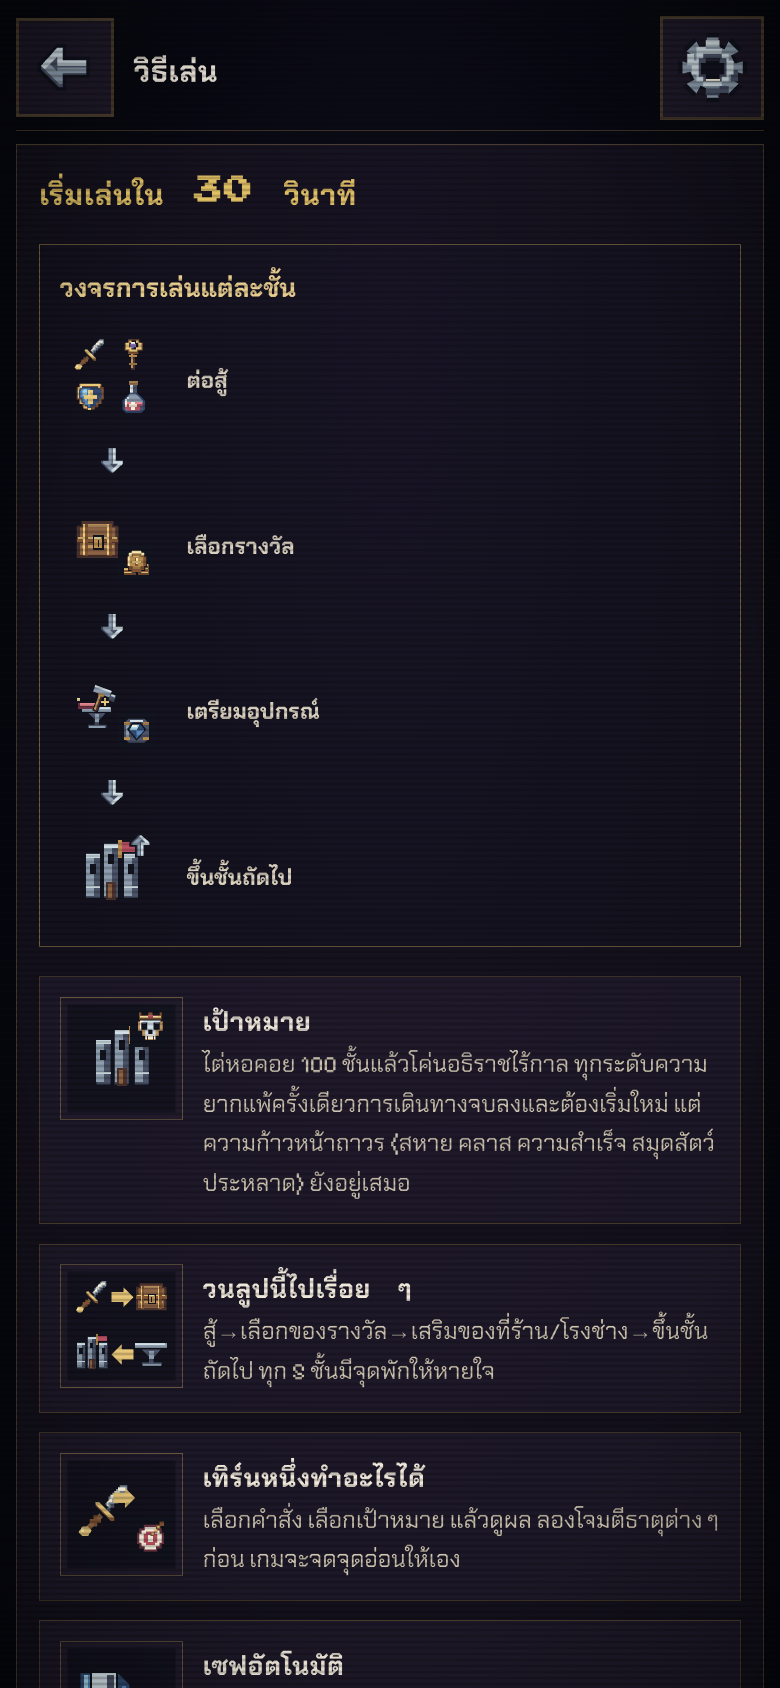 วิธีเล่น
เริ่มเล่นใน 30 วินาที
วงจรการเล่นแต่ละชั้น
ต่อสู้
เลือกรางวัล
เตรียมอุปกรณ์
ขึ้นชั้นถัดไป
เป้าหมาย
ไต่หอคอย 100 ชั้นแล้วโค่นอธิราชไร้กาล ทุกระดับความ
ยากแพ้ครั้งเดียวการเดินทางจบลงและต้องเริ่มใหม่ แต่
ความก้าวหน้าถาวร (สหาย คลาส ความสำเร็จ สมุดสัตว์
ประหลาด) ยังอยู่เสมอ
วนลูปนี้ไปเรื่อย ๆ
สู้→เลือกของรางวัล→เสริมของที่ร้าน/โรงช่าง→ขึ้นชั้น
ถัดไป ทุก ชั้นมีจุดพักให้หายใจ
เทิร์นหนึ่งทำอะไรได้
เลือกคำสั่ง เลือกเป้าหมาย แล้วดูผล ลองโจมตีธาตุต่าง ๆ
ก่อน เกมจะจดจุดอ่อนให้เอง
เซฟอัตโนมัติ